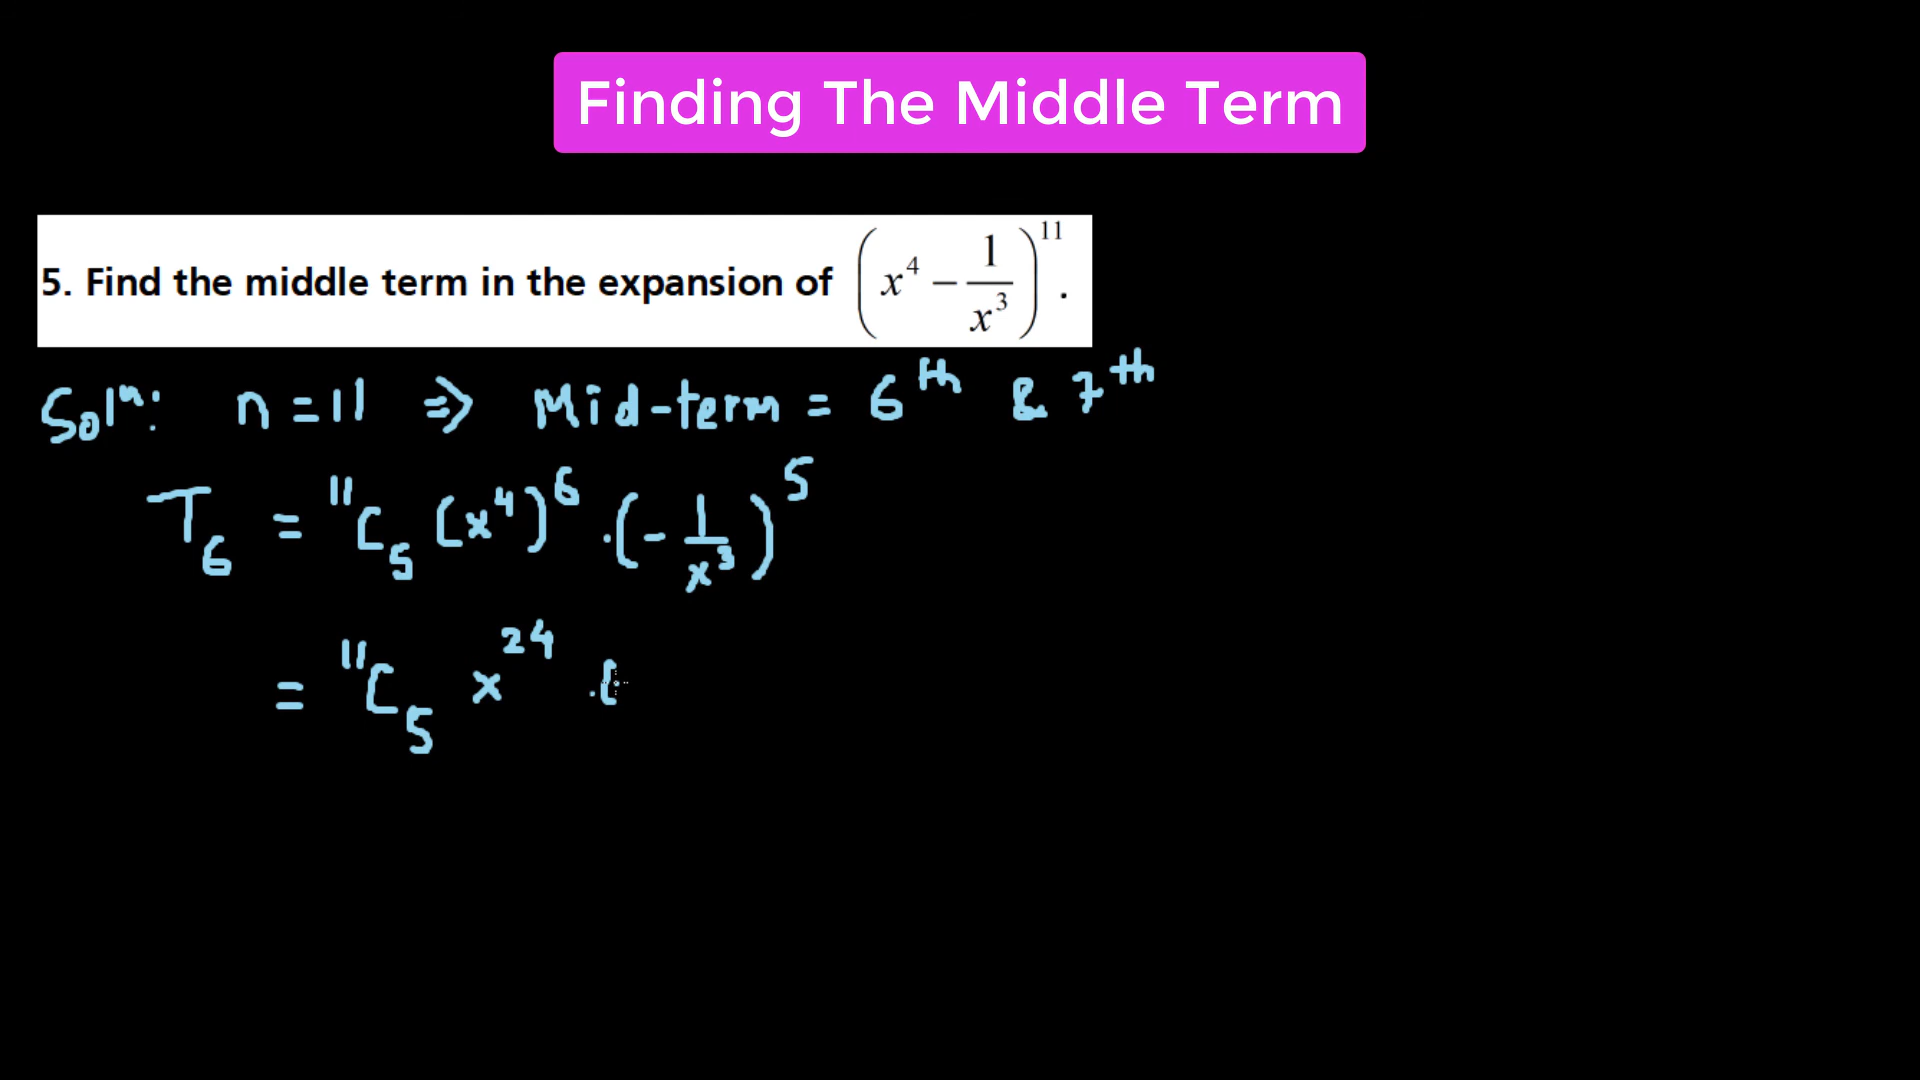 Finding The Middle Term
5. Find the middle term in the expansion of (x⁴ − 1/x³)¹¹.
Solⁿ: n = 11 ⇒ Mid-term = 6ᵗʰ & 7ᵗʰ
T₆ = ¹¹C₅ (x⁴)⁶ . (− 1/x³)⁵
= ¹¹C₅ x²⁴ . (